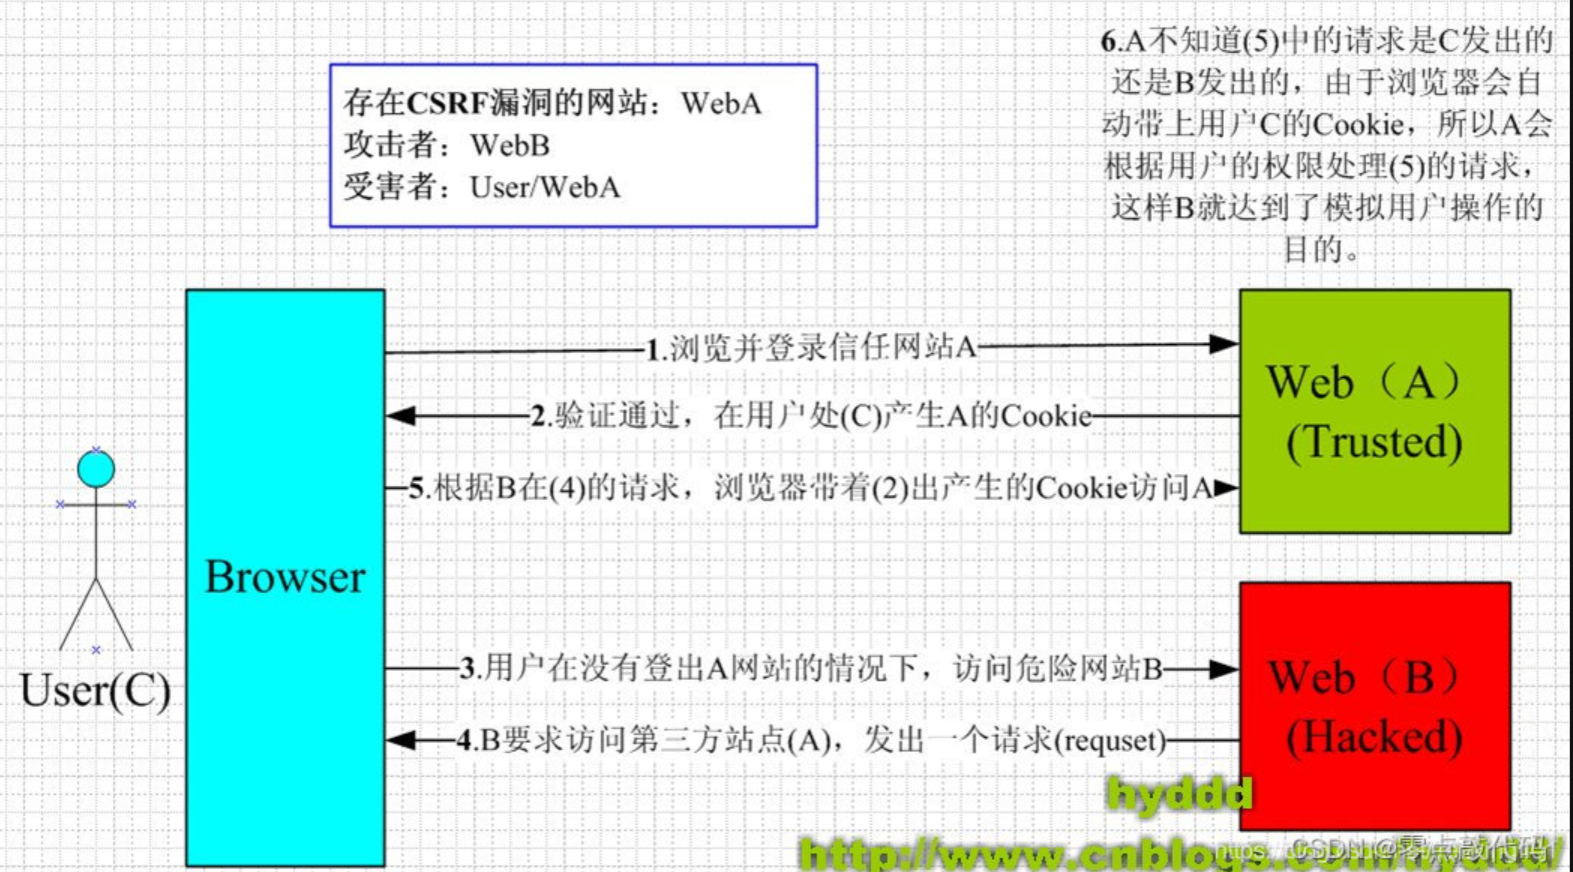 6.A不知道(5)中的请求是C发出的
还是B发出的，由于浏览器会自
动带上用户C的Cookie，所以A会
根据用户的权限处理(5)的请求，
这样B就达到了模拟用户操作的
目的。
存在CSRF漏洞的网站：WebA
攻击者：WebB
受害者：User/WebA
1.浏览并登录信任网站A
2.验证通过，在用户处(C)产生A的Cookie
5.根据B在(4)的请求，浏览器带着(2)出产生的Cookie访问A
Web（A）
(Trusted)
Browser
User(C)
3.用户在没有登出A网站的情况下，访问危险网站B
4.B要求访问第三方站点(A)，发出一个请求(requset)
Web（B）
(Hacked)
hyddd
http://www.cnblogs.com/hyddd/
CSDN @零点敲代码